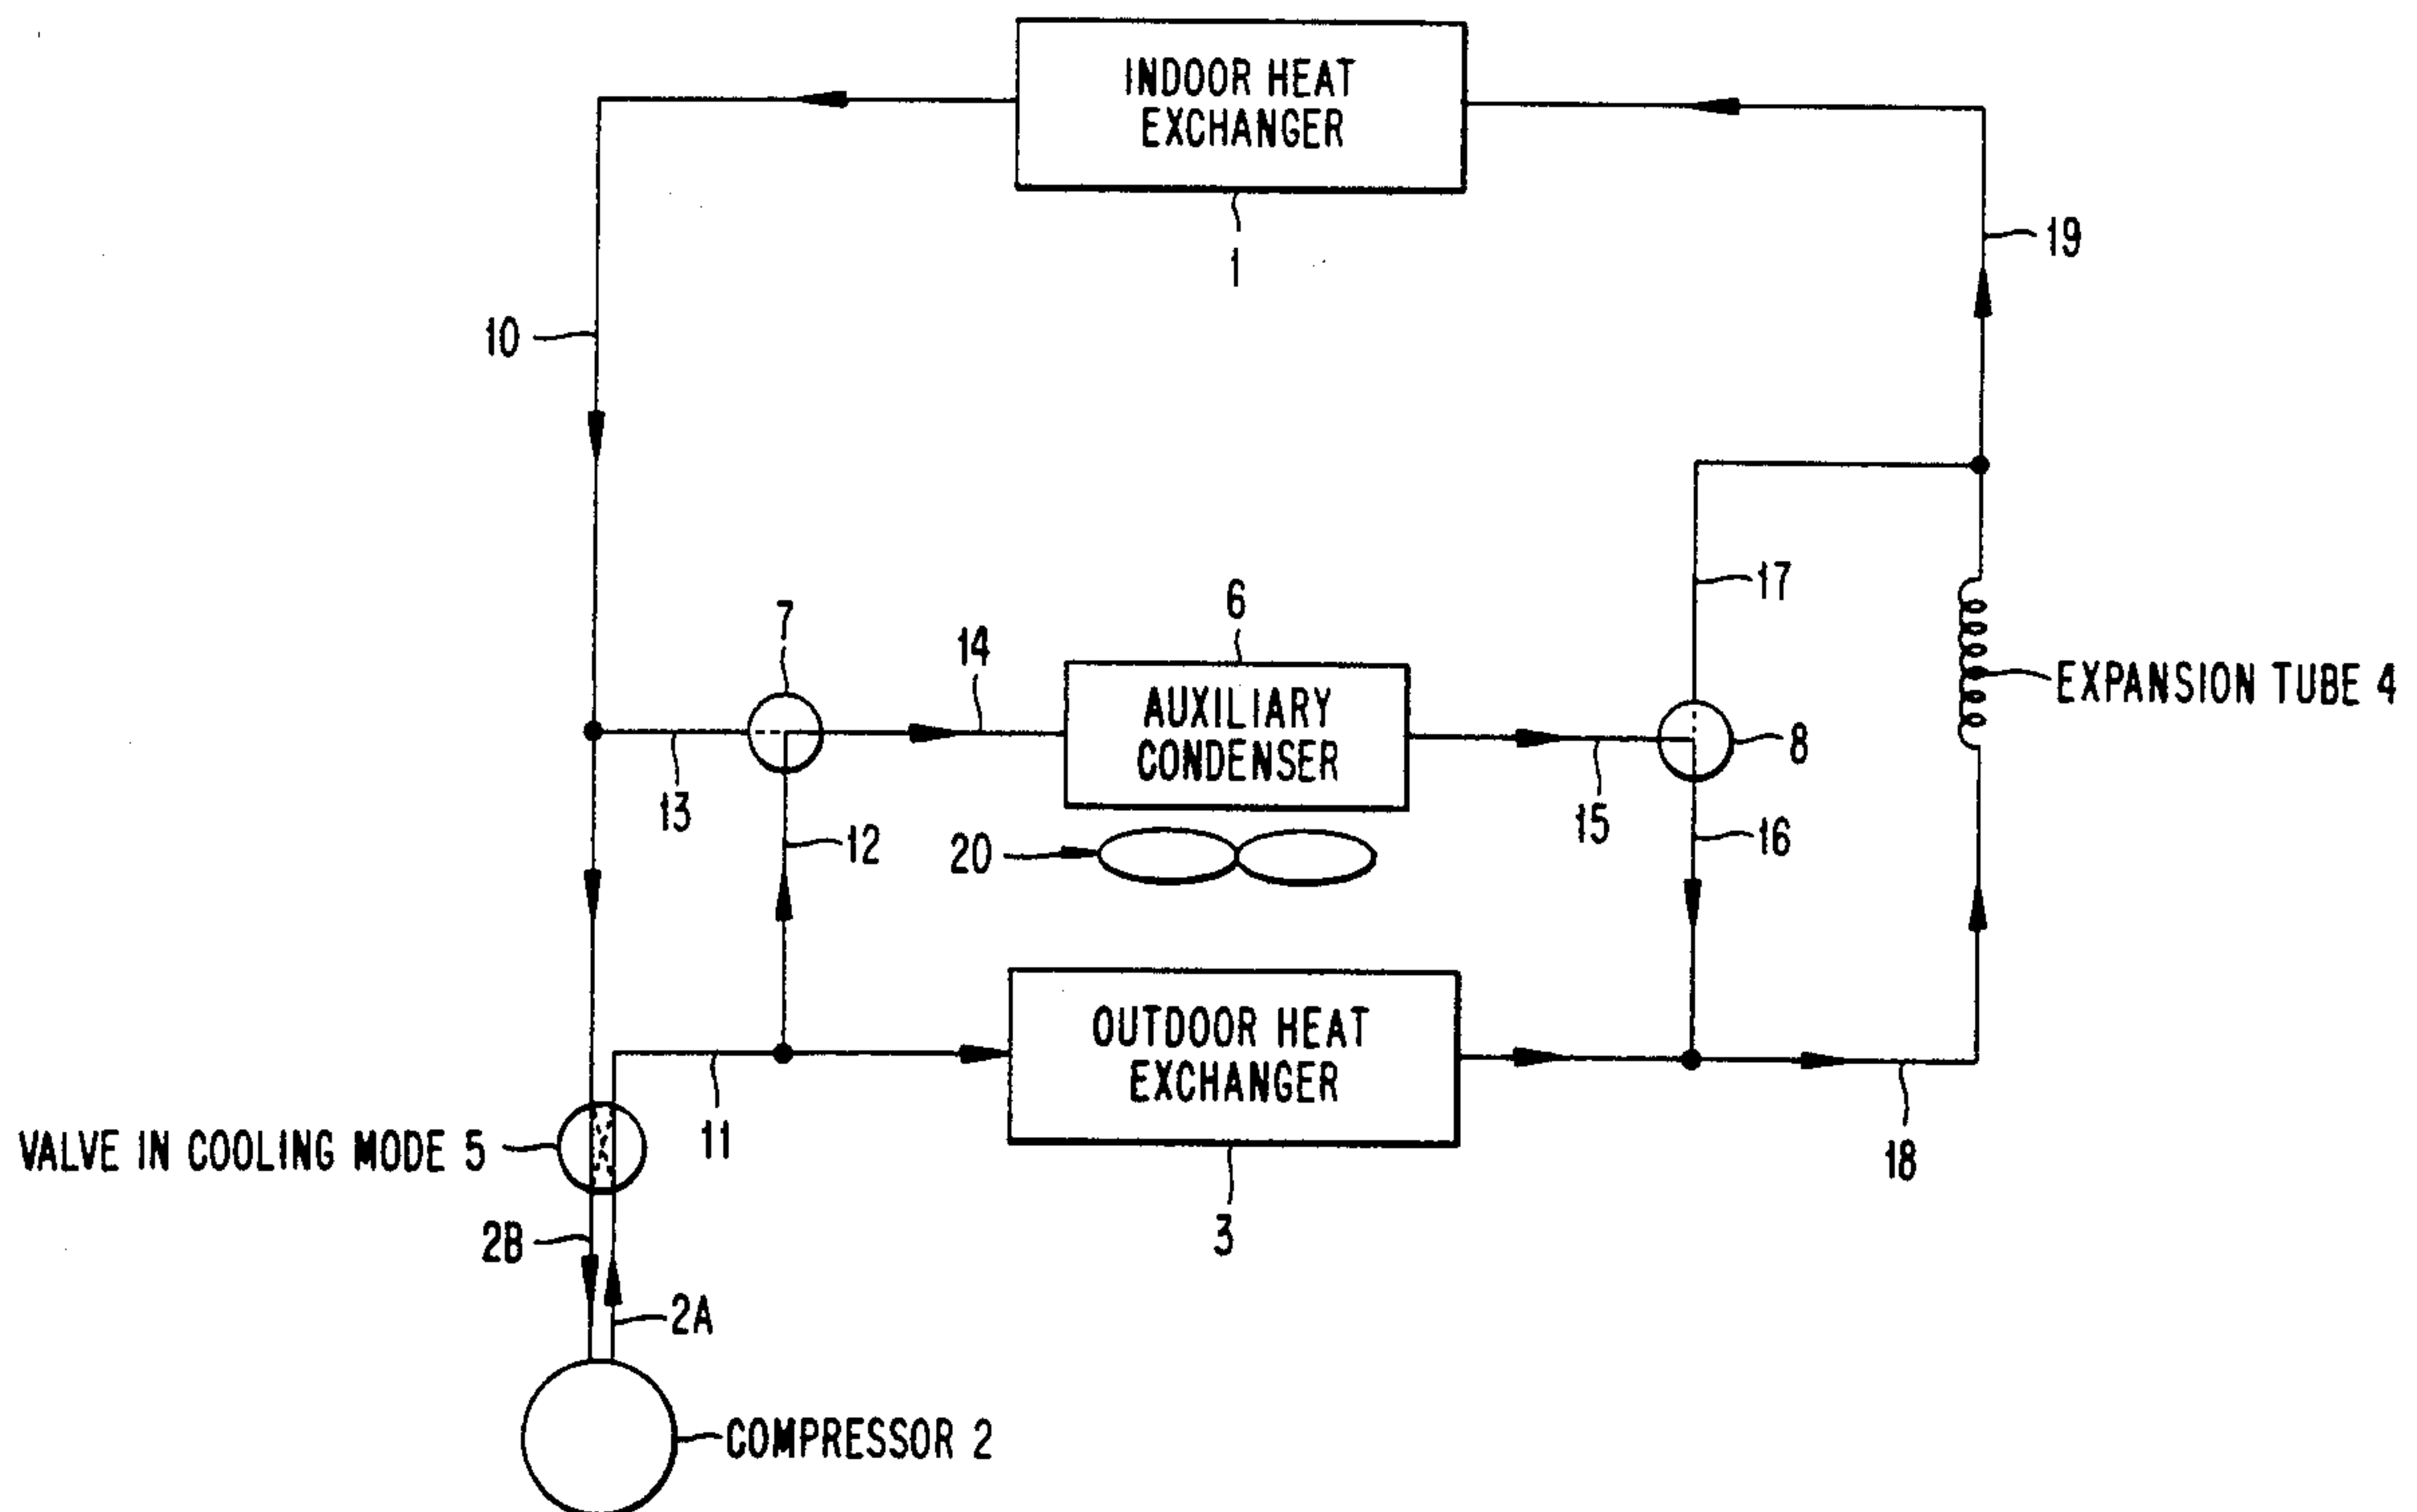 INDOOR HEAT
EXCHANGER
1
19
10
17
6
7
14
AUXILIARY
CONDENSER
EXPANSION TUBE 4
8
13
15
16
12
20
OUTDOOR HEAT
EXCHANGER
VALVE IN COOLING MODE 5
11
18
3
2B
2A
COMPRESSOR 2